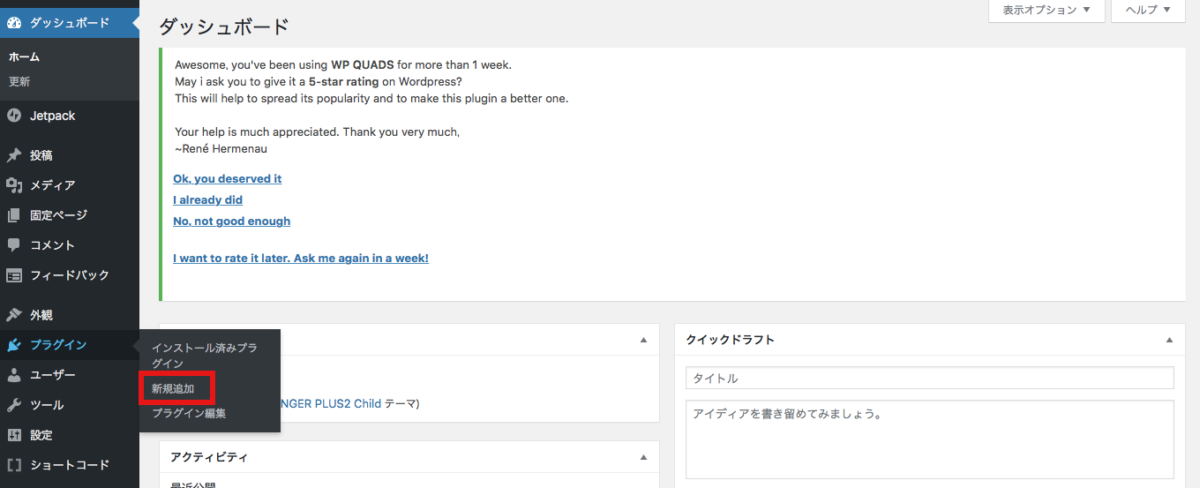 ダッシュボード
ホーム
更新
Jetpack
投稿
メディア
固定ページ
コメント
フィードバック
外観
プラグイン
ユーザー
ツール
設定
ショートコード
インストール済みプラ
グイン
新規追加
プラグイン編集
表示オプション ▼
ヘルプ ▼
ダッシュボード
Awesome, you've been using WP QUADS for more than 1 week.
May i ask you to give it a 5-star rating on Wordpress?
This will help to spread its popularity and to make this plugin a better one.
Your help is much appreciated. Thank you very much,
~René Hermenau
Ok, you deserved it
I already did
No, not good enough
I want to rate it later. Ask me again in a week!
NGER PLUS2 Child テーマ)
アクティビティ
最近公開
クイックドラフト
タイトル
アイディアを書き留めてみましょう。